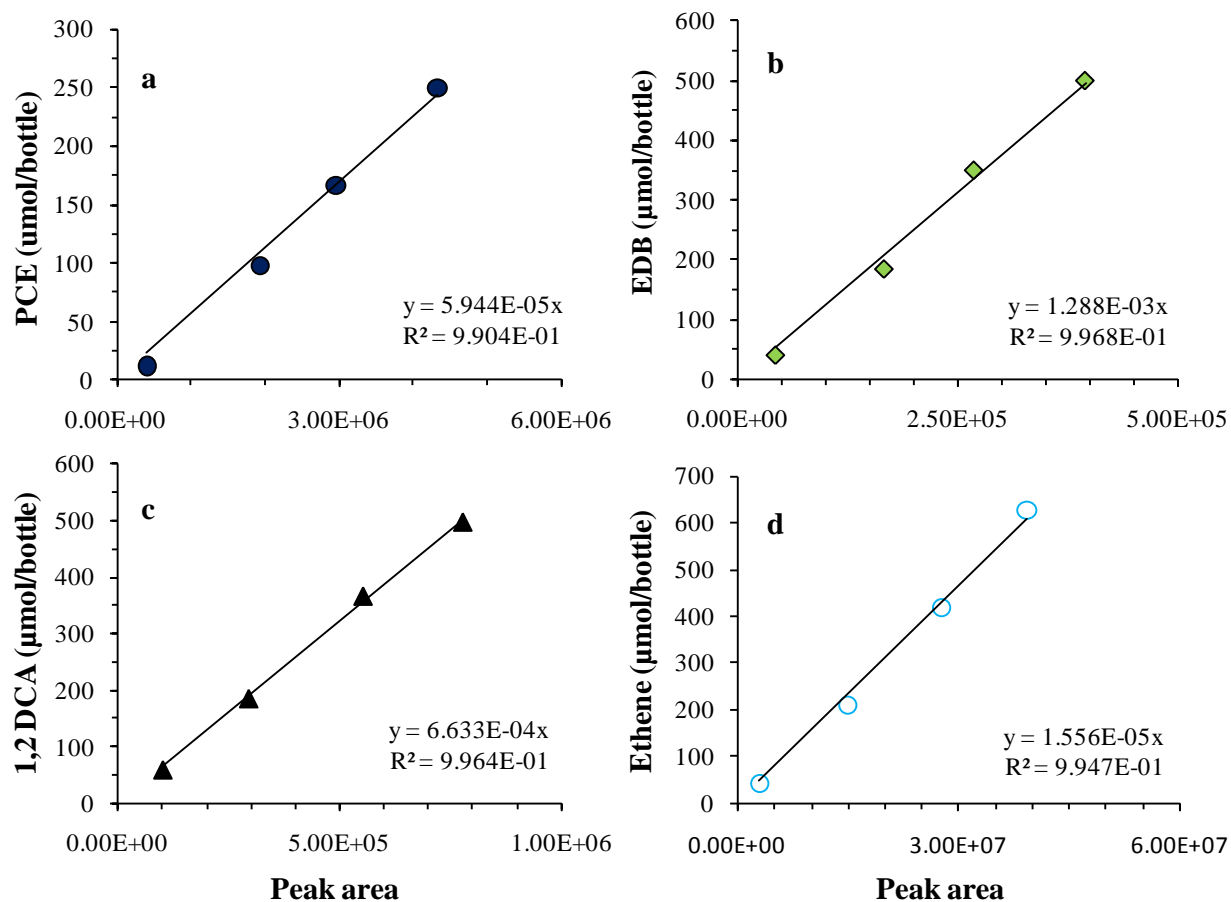 a
PCE (umol/bottle)
300
250
200
150
100
50
0
y = 5.944E-05x
R² = 9.904E-01
0.00E+00 3.00E+06 6.00E+06
b
EDB (µmol/bottle)
600
500
400
300
200
100
0
y = 1.288E-03x
R² = 9.968E-01
0.00E+00 2.50E+05 5.00E+05
c
1,2 DCA (µmol/bottle)
600
500
400
300
200
100
0
y = 6.633E-04x
R² = 9.964E-01
0.00E+00 5.00E+05 1.00E+06
Peak area
d
Ethene (µmol/bottle)
700
600
500
400
300
200
100
0
y = 1.556E-05x
R² = 9.947E-01
0.00E+00 3.00E+07 6.00E+07
Peak area